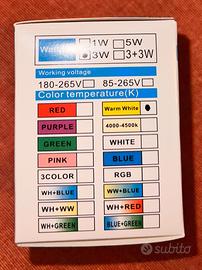 1W 5W
3W 3+3W
Working voltage
180-265V 85-265V
Color temperature(K)
RED Warm White
PURPLE 4000-4500k
GREEN WHITE
PINK BLUE
3COLOR RGB
WH+BLUE WW+BLUE
WH+WW WH+RED
WH+GREEN BLUE+GREEN
subito